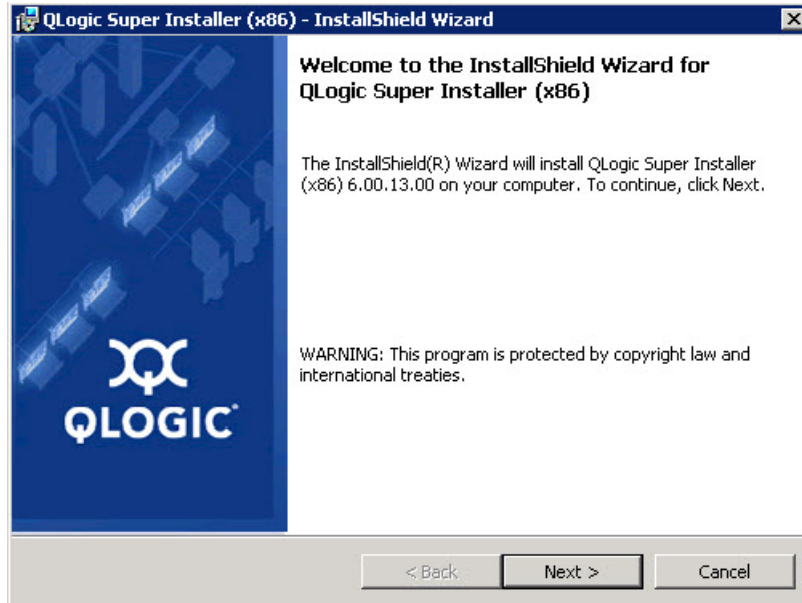 QLogic Super Installer (x86) - InstallShield Wizard
Welcome to the InstallShield Wizard for
QLogic Super Installer (x86)
The InstallShield(R) Wizard will install QLogic Super Installer
(x86) 6.00.13.00 on your computer. To continue, click Next.
WARNING: This program is protected by copyright law and
international treaties.
QLOGIC
< Back
Next >
Cancel